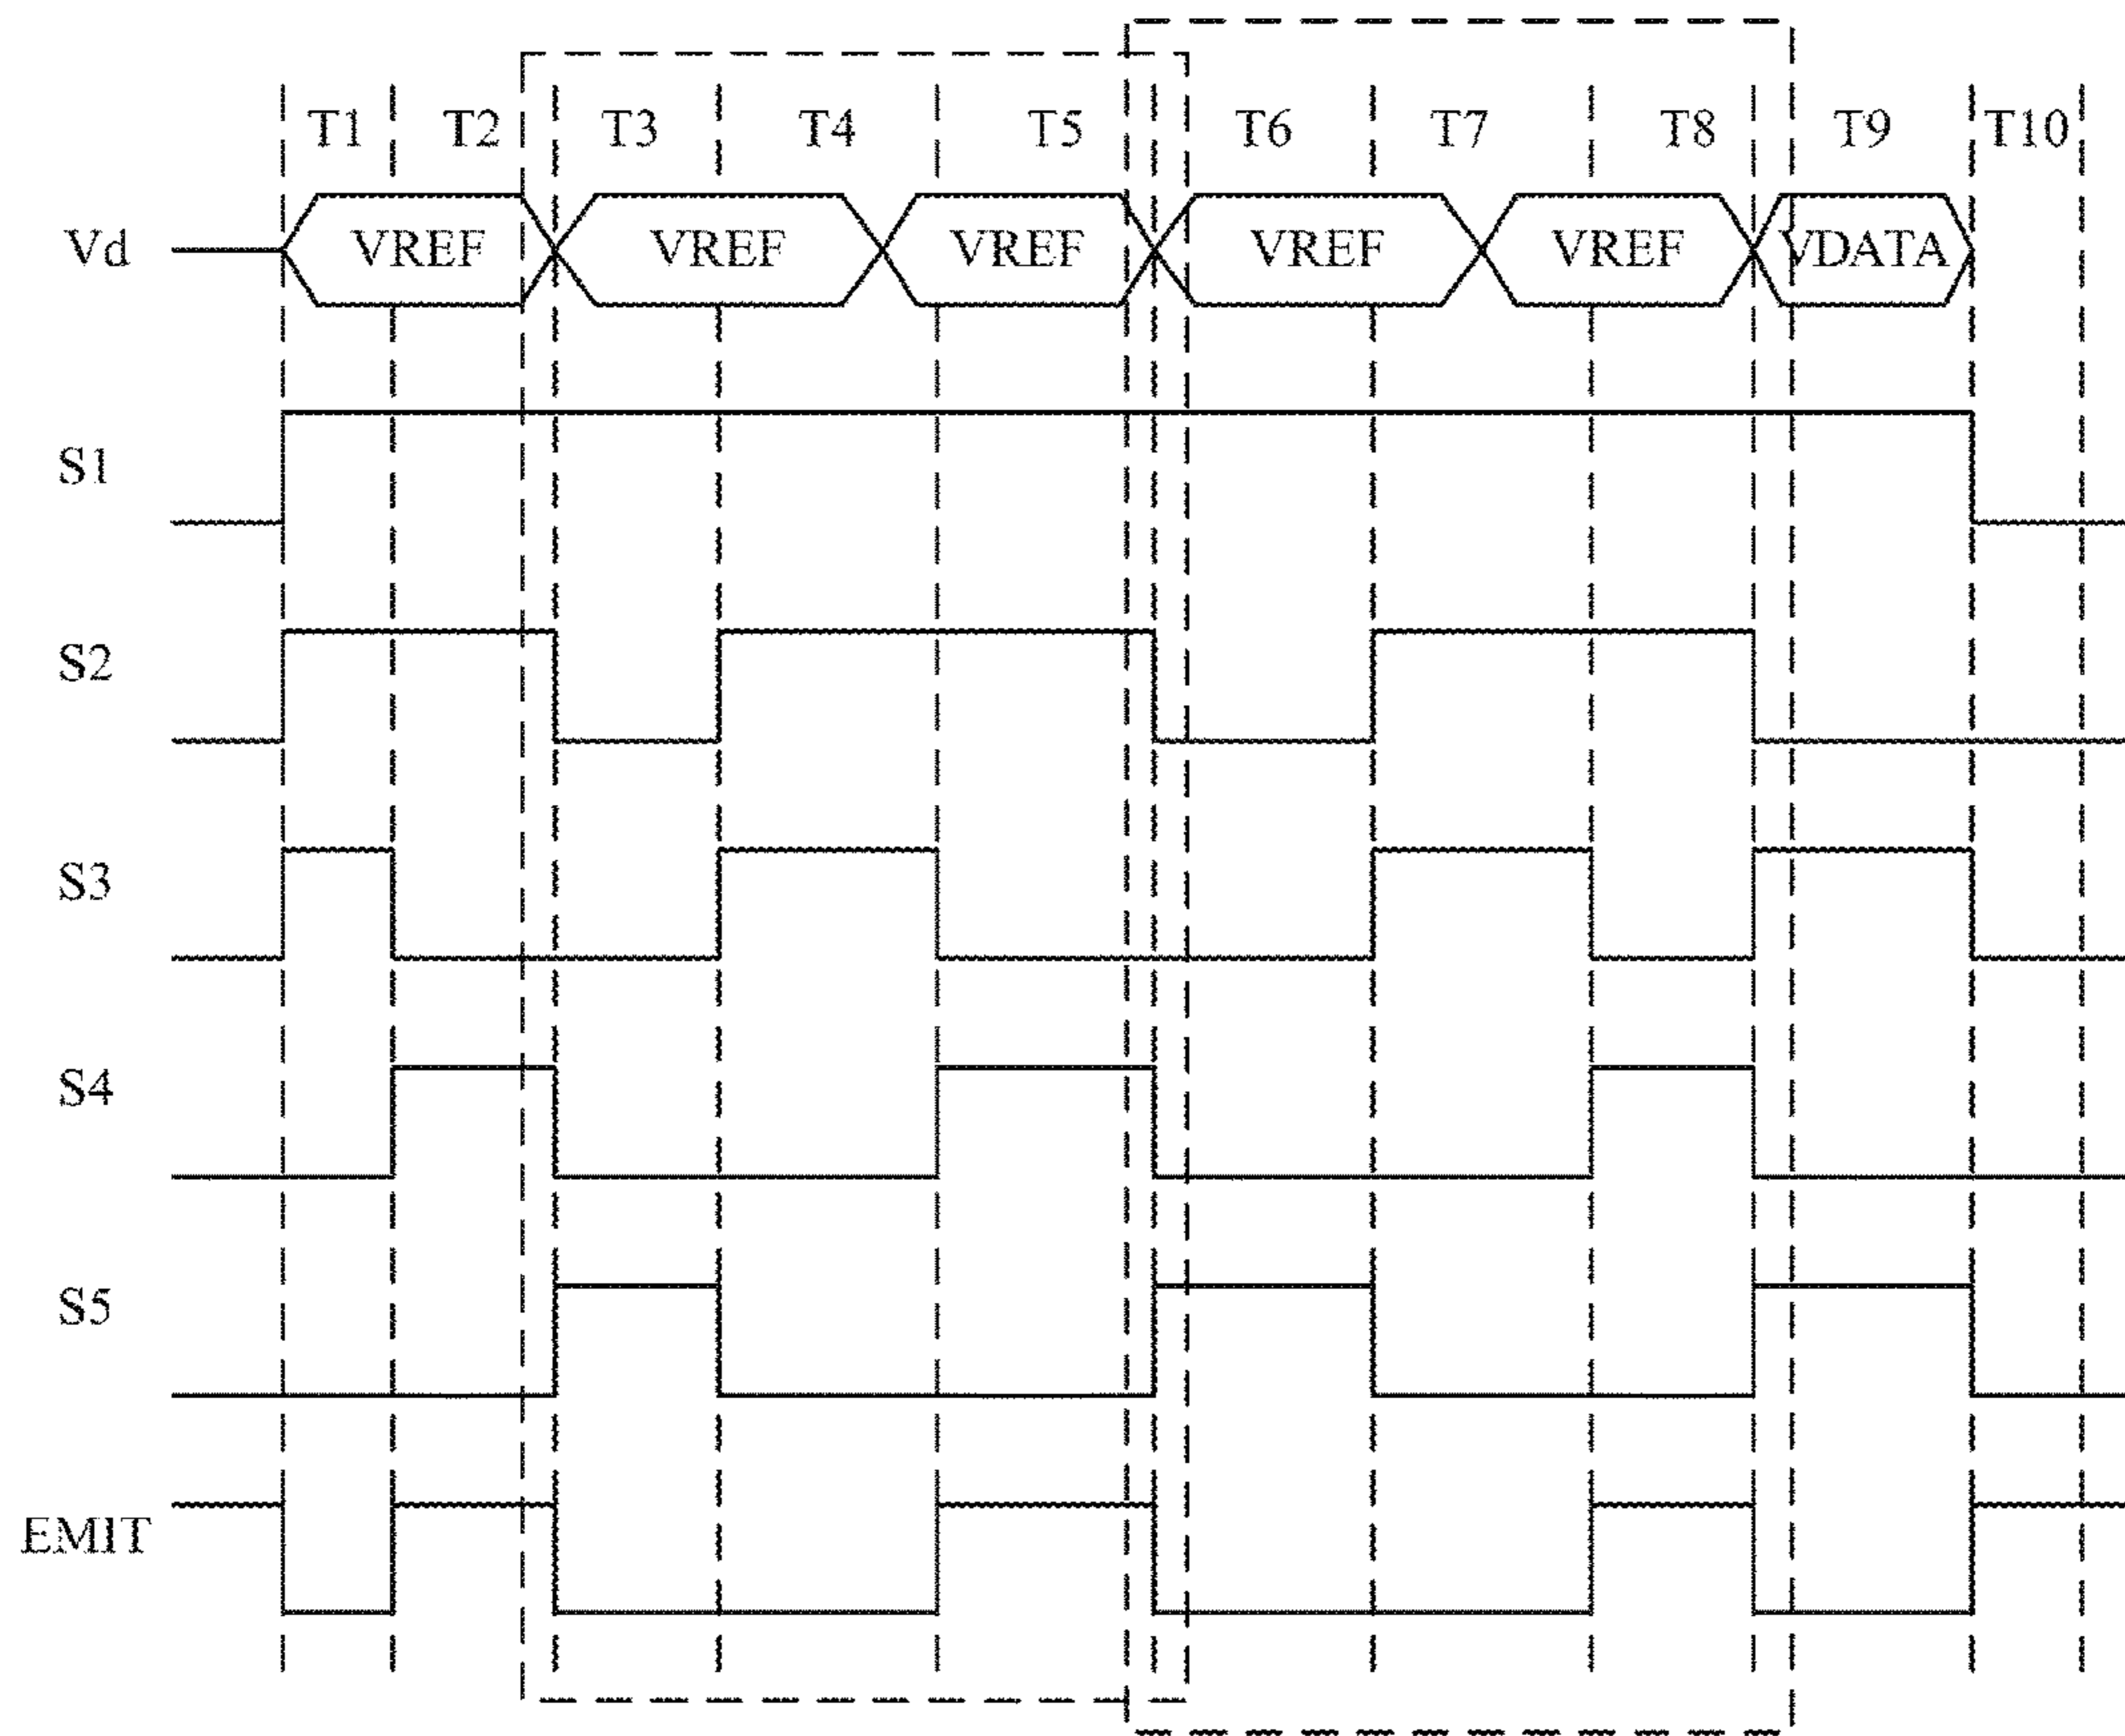 T1 T2 T3 T4 T5 T6 T7 T8 T9 T10
Vd VREF VREF VREF VREF VREF VDATA
S1
S2
S3
S4
S5
EMIT